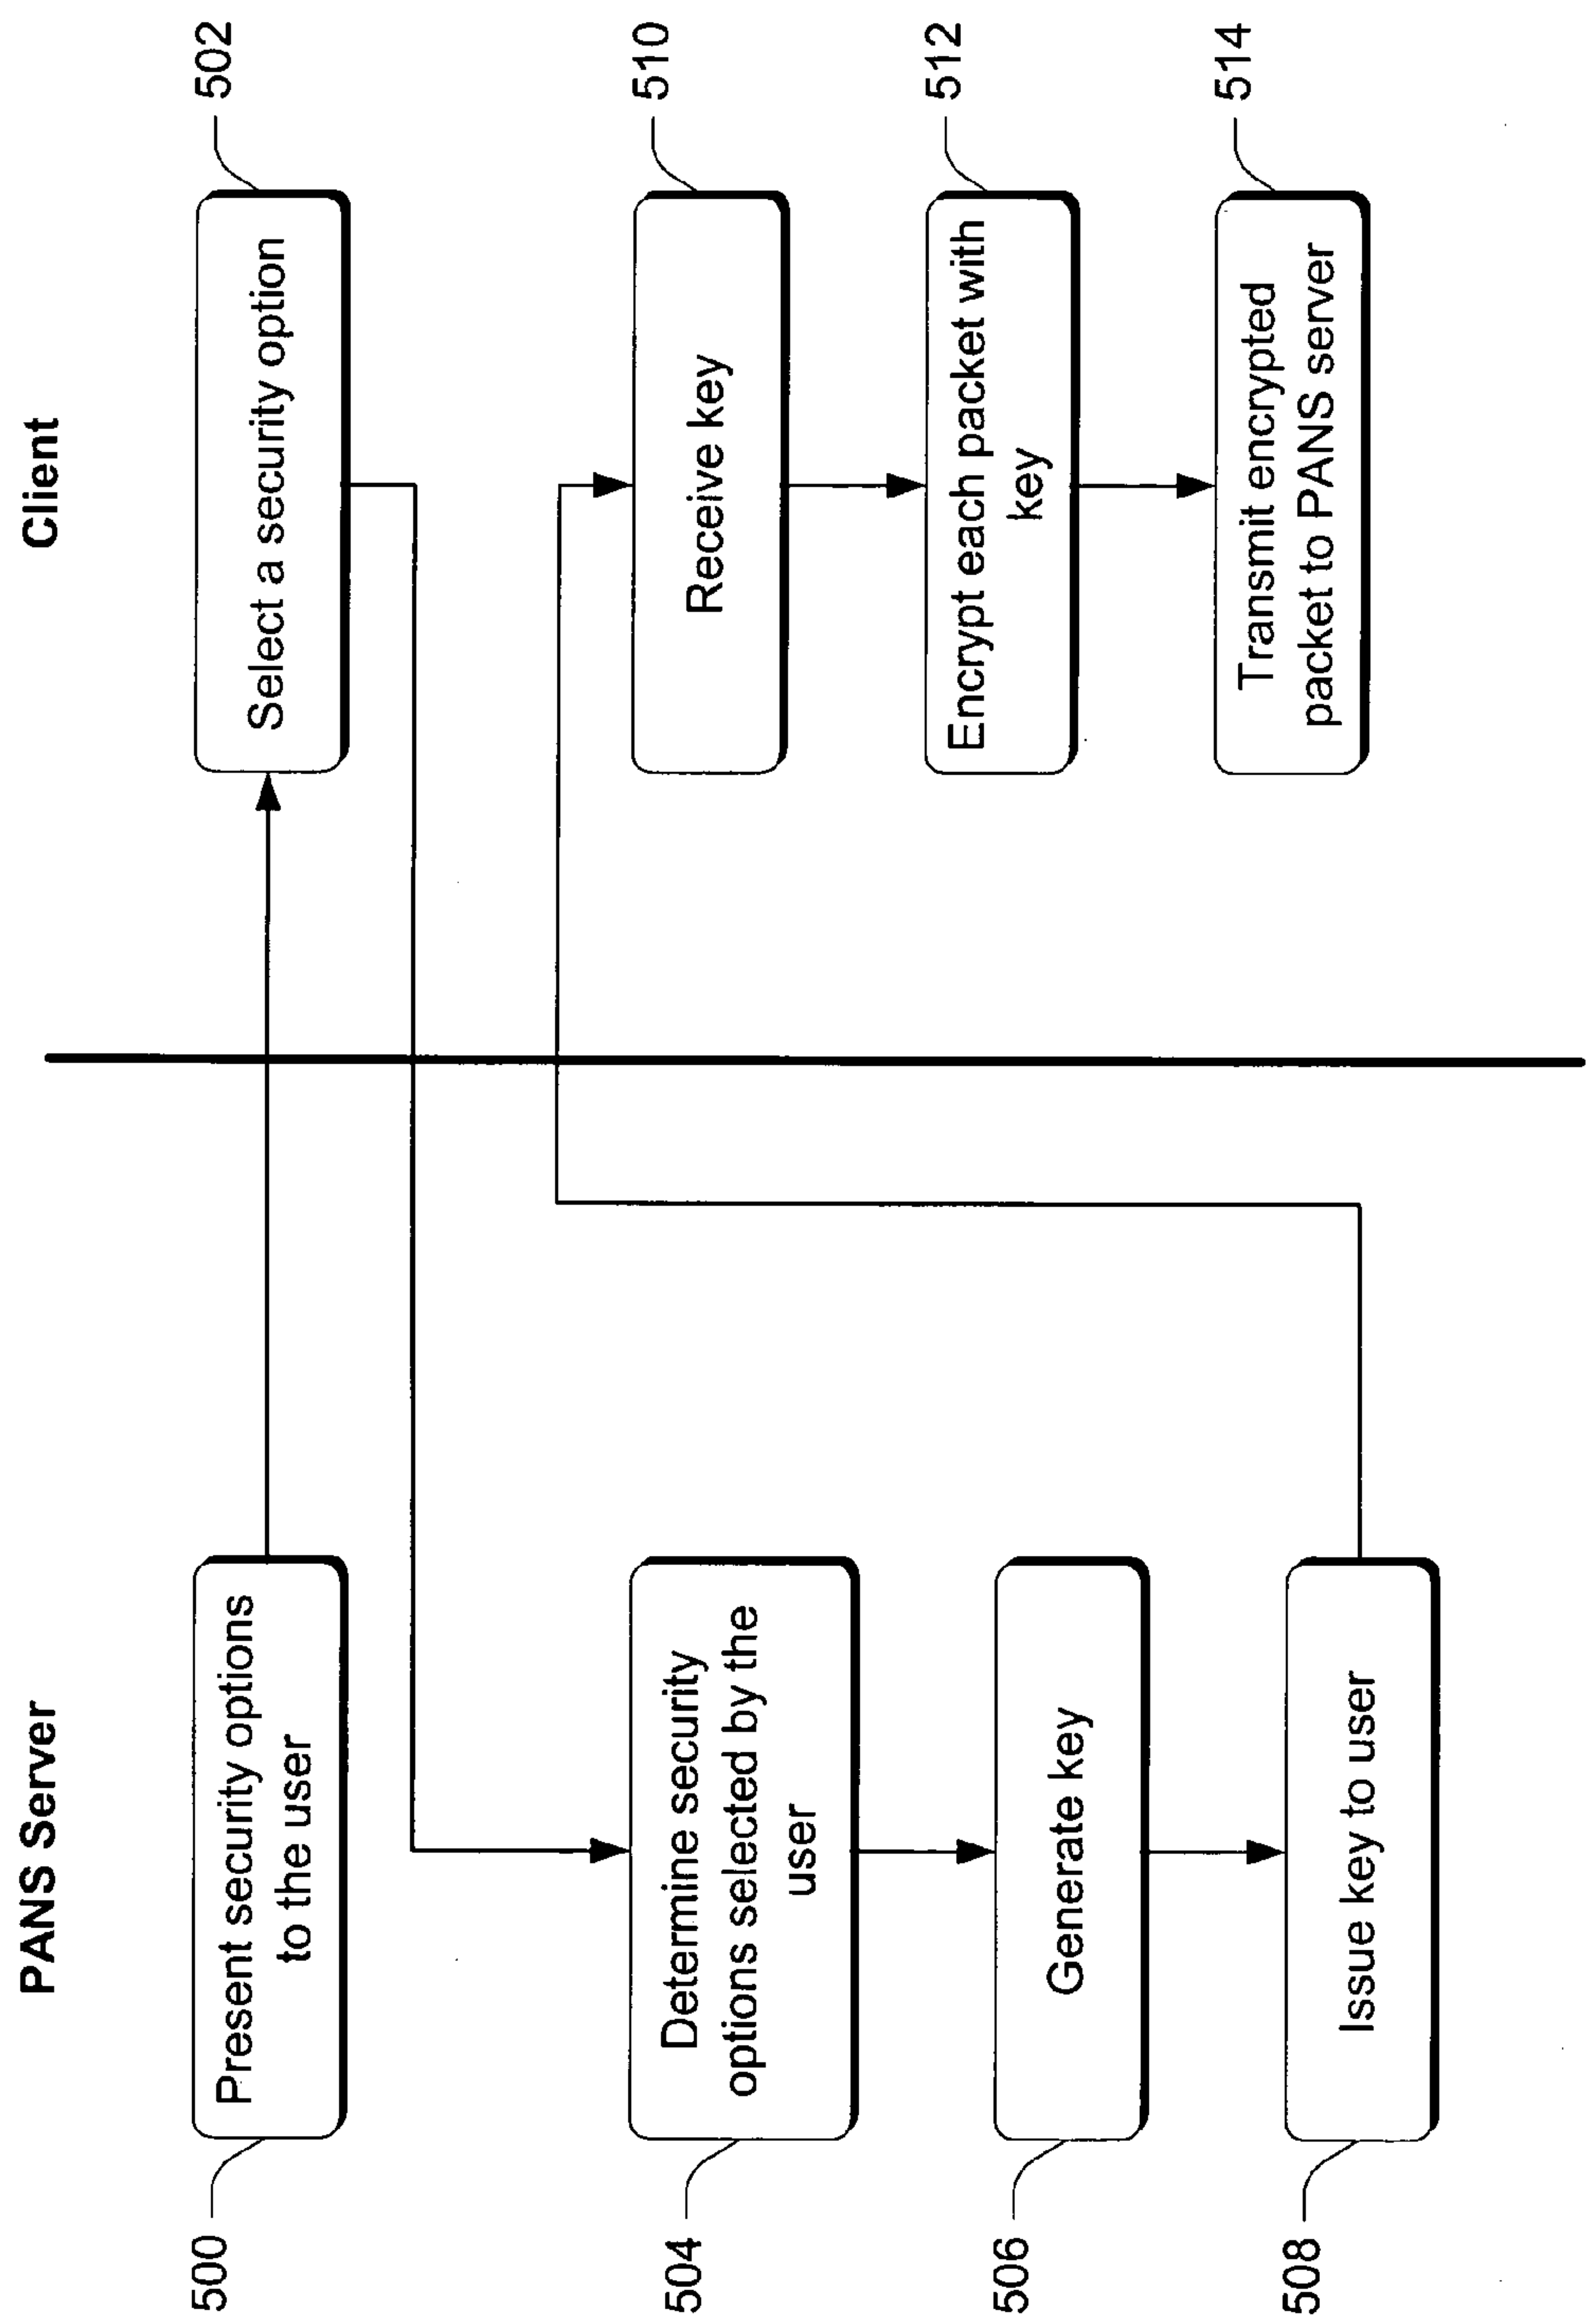 PANS Server
Client
500
Present security options
to the user
Select a security option
502
504
Determine security
options selected by the
user
506
Generate key
508
Issue key to user
Receive key
510
Encrypt each packet with
key
512
Transmit encrypted
packet to PANS server
514